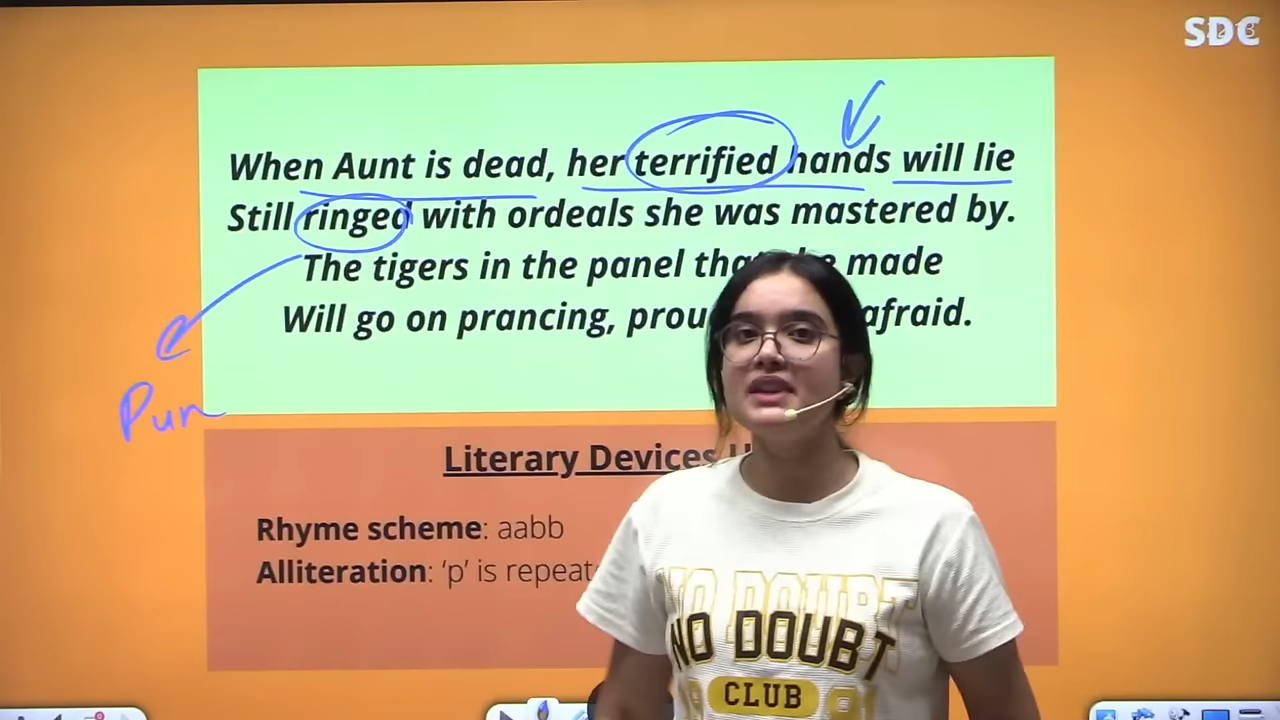 SDC
When Aunt is dead, her terrified hands will lie
Still ringed with ordeals she was mastered by.
The tigers in the panel that made
Will go on prancing, afraid.
Pun
Literary Devices
Rhyme scheme: aabb
Alliteration: ‘p’ is
NO DOUBT
NO DOUBT
CLUB